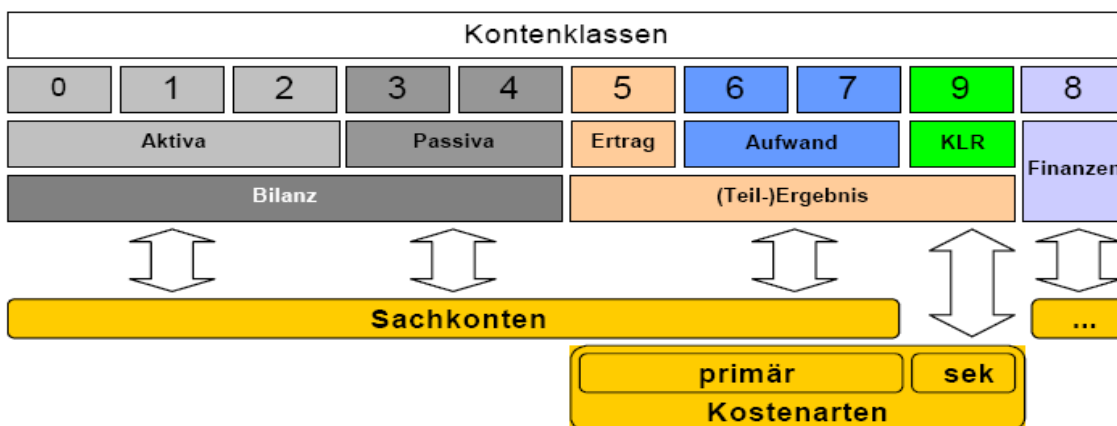 Kontenklassen
0 1 2 3 4 5 6 7 9 8
Aktiva Passiva Ertrag Aufwand KLR
Finanzen
Bilanz (Teil-)Ergebnis
Sachkonten ...
primär sek
Kostenarten